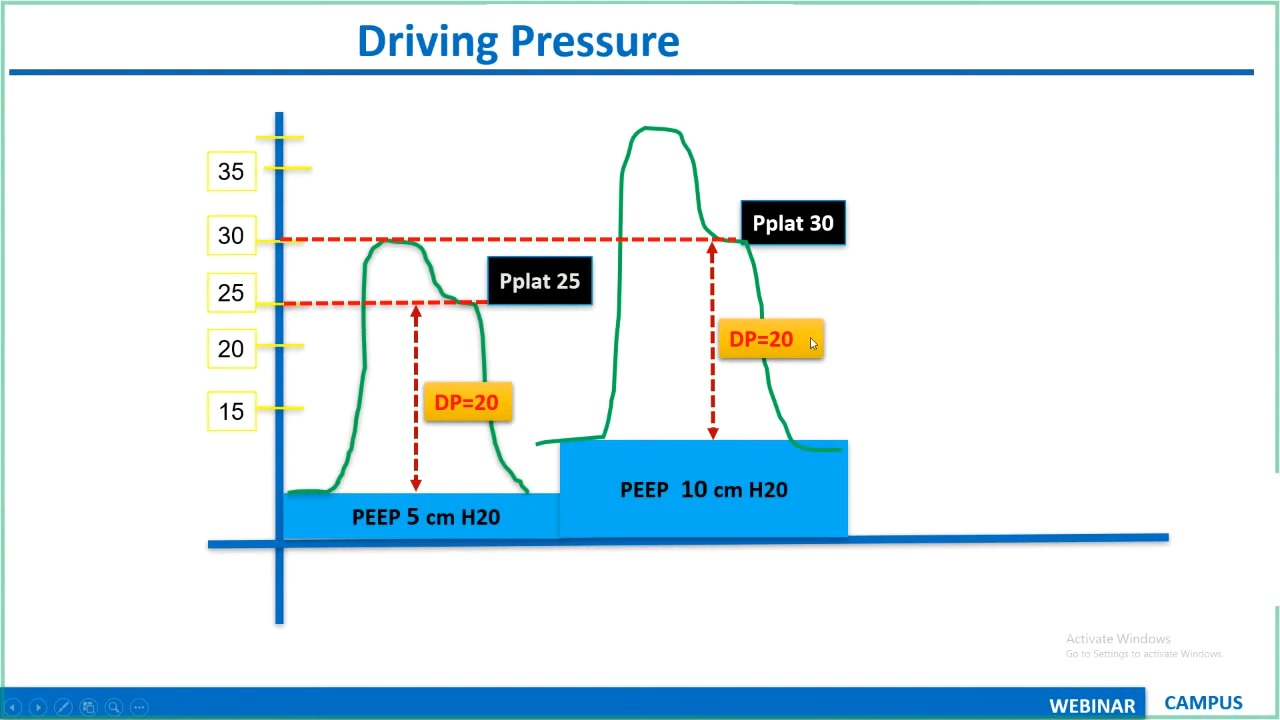 Driving Pressure
35
30
25
20
15
Pplat 25
Pplat 30
DP=20
DP=20
PEEP 5 cm H20
PEEP 10 cm H20
Activate Windows
Go to Settings to activate Windows.
WEBINAR CAMPUS